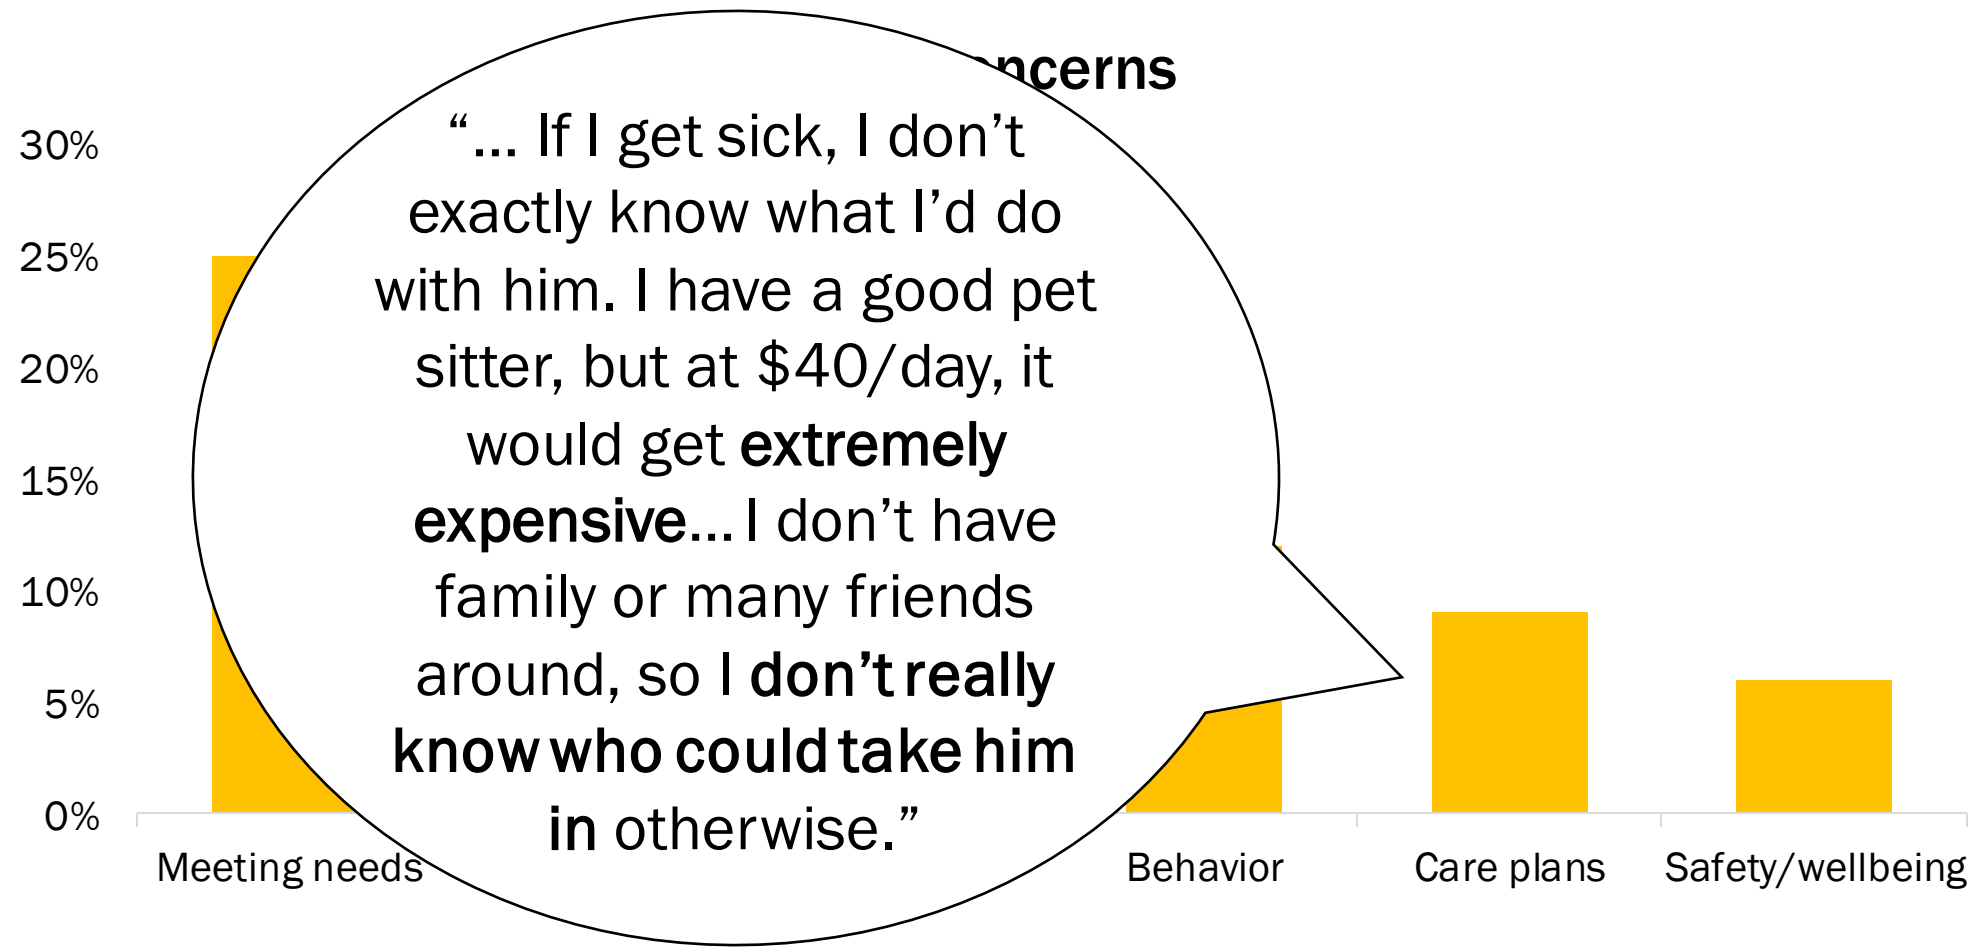 ncerns
30%
25%
20%
15%
10%
5%
0%
“... If I get sick, I don’t
exactly know what I’d do
with him. I have a good pet
sitter, but at $40/day, it
would get extremely
expensive... I don’t have
family or many friends
around, so I don’t really
know who could take him
in otherwise.”
Meeting needs
Behavior
Care plans
Safety/wellbeing